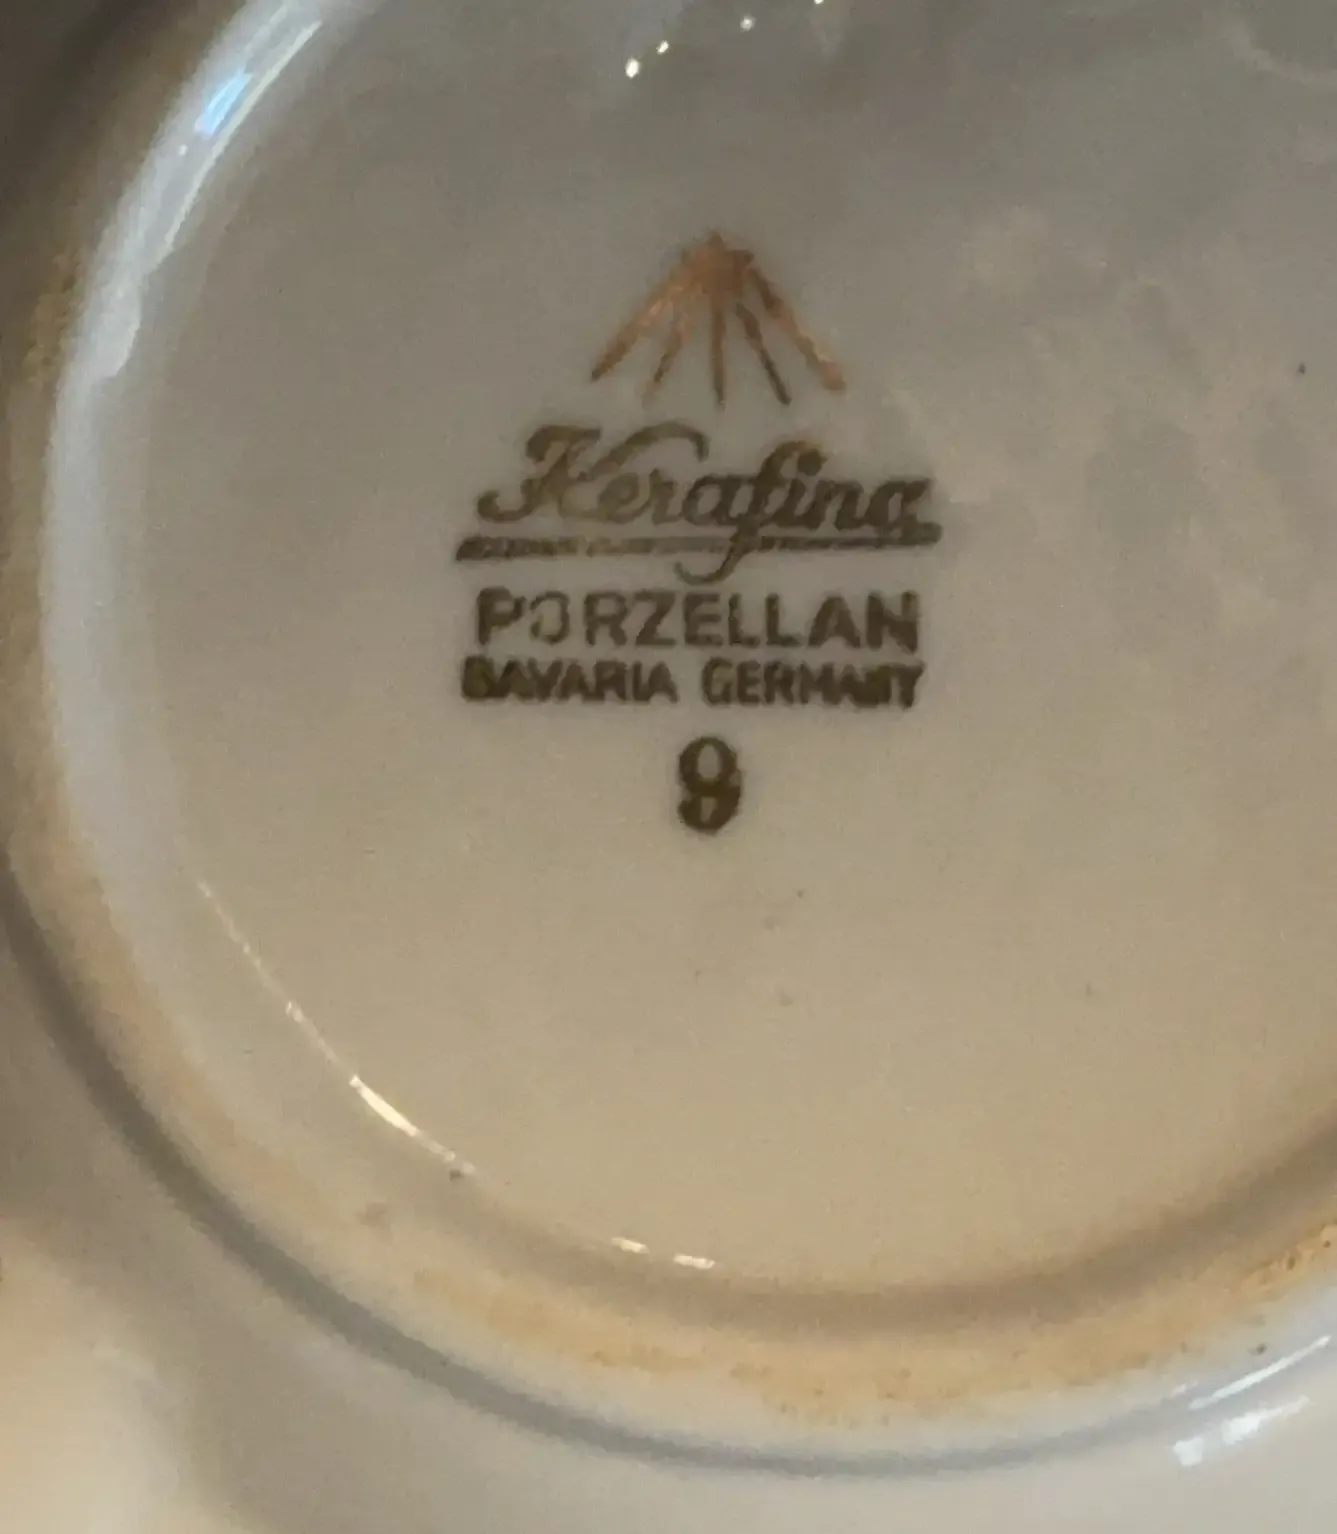 Kerafina
PORZELLAN
BAVARIA GERMANY
9